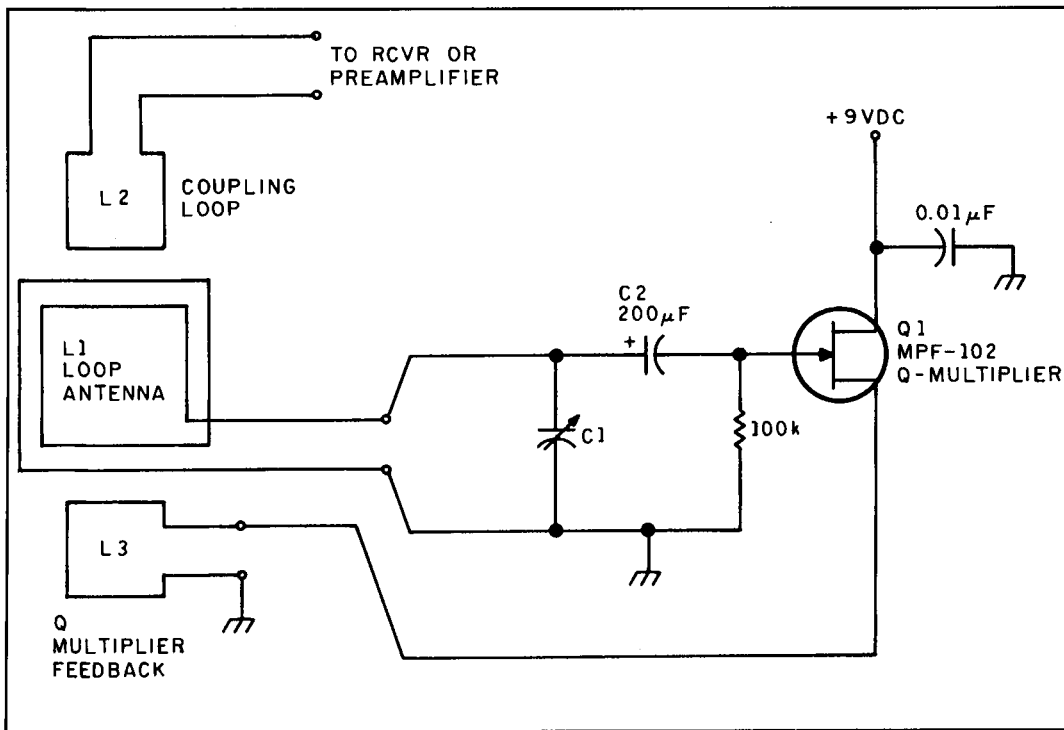 TO RCVR OR
PREAMPLIFIER
+9VDC
L2
COUPLING
LOOP
0.01μF
C2
200μF
+
L1
LOOP
ANTENNA
Q1
MPF-102
Q-MULTIPLIER
C1
100k
L3
Q
MULTIPLIER
FEEDBACK